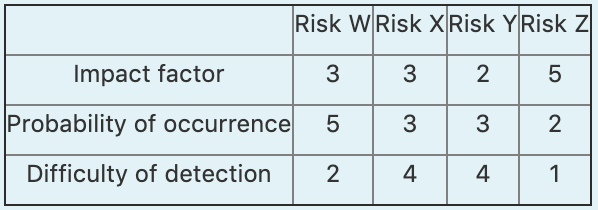 Risk W Risk X Risk Y Risk Z
Impact factor 3 3 2 5
Probability of occurrence 5 3 3 2
Difficulty of detection 2 4 4 1